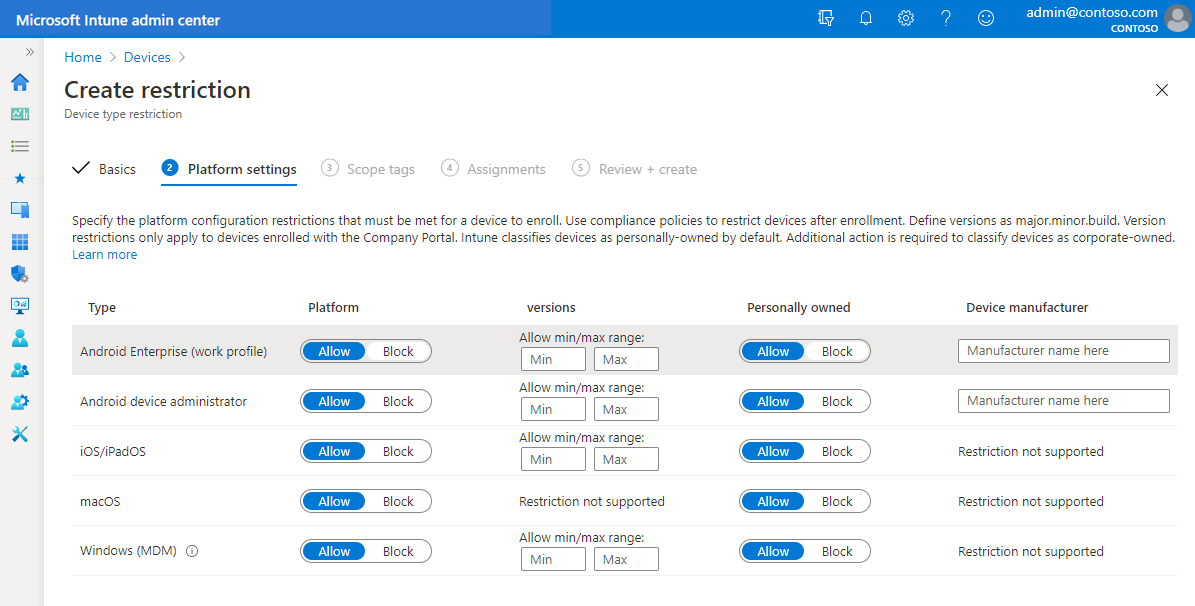 Microsoft Intune admin center
admin@contoso.com
CONTOSO
Home > Devices >
Create restriction
Device type restriction
Basics 2 Platform settings 3 Scope tags 4 Assignments 5 Review + create
Specify the platform configuration restrictions that must be met for a device to enroll. Use compliance policies to restrict devices after enrollment. Define versions as major.minor.build. Version
restrictions only apply to devices enrolled with the Company Portal. Intune classifies devices as personally-owned by default. Additional action is required to classify devices as corporate-owned.
Learn more
Type Platform versions Personally owned Device manufacturer
Allow min/max range:
Android Enterprise (work profile) Allow Block Min Max Allow Block Manufacturer name here
Allow min/max range:
Android device administrator Allow Block Min Max Allow Block Manufacturer name here
Allow min/max range:
iOS/iPadOS Allow Block Min Max Allow Block Restriction not supported
macOS Allow Block Restriction not supported Allow Block Restriction not supported
Allow min/max range:
Windows (MDM) Allow Block Min Max Allow Block Restriction not supported